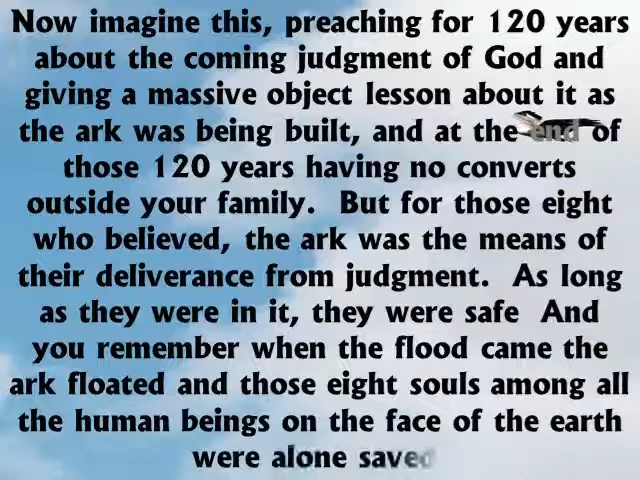 Now imagine this, preaching for 120 years
about the coming judgment of God and
giving a massive object lesson about it as
the ark was being built, and at the end of
those 120 years having no converts
outside your family.  But for those eight
who believed, the ark was the means of
their deliverance from judgment.  As long
as they were in it, they were safe  And
you remember when the flood came the
ark floated and those eight souls among all
the human beings on the face of the earth
were alone saved